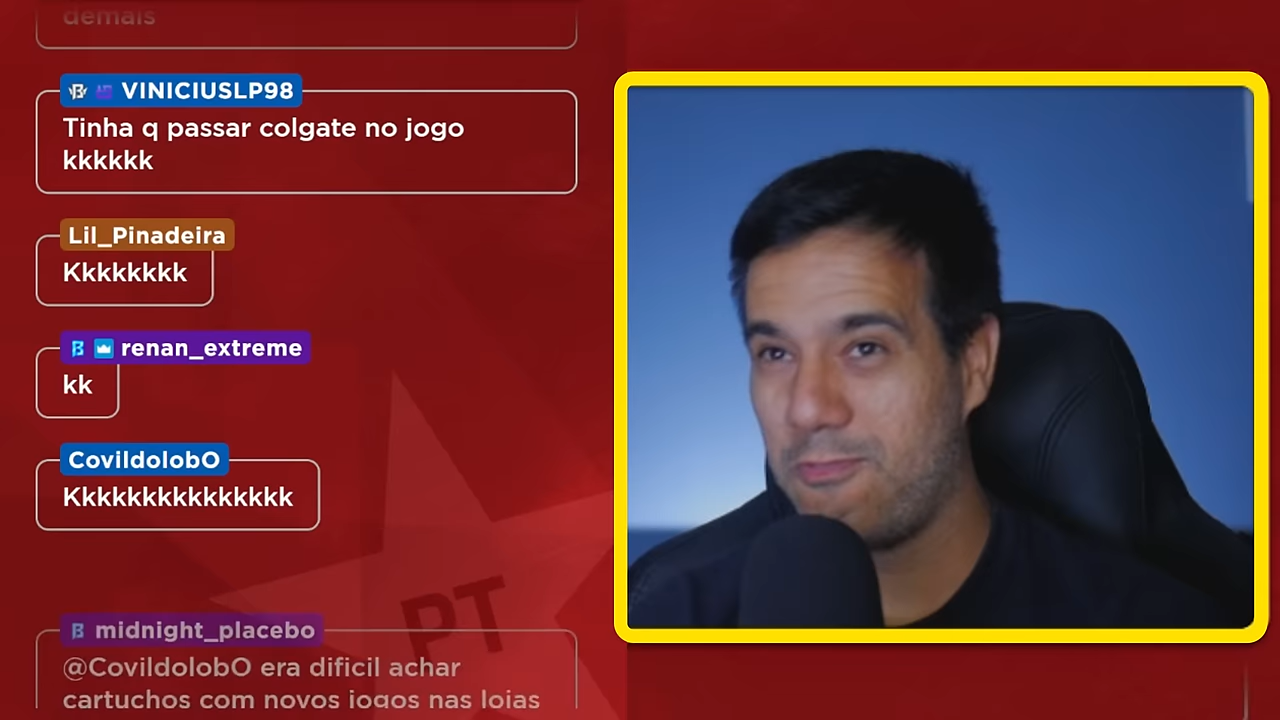 demais
VINICIUSLP98
Tinha q passar colgate no jogo
kkkkkk
Lil_Pinadeira
Kkkkkkkk
renan_extreme
kk
CovildolobO
Kkkkkkkkkkkkkkk
PT
midnight_placebo
@CovildolobO era dificil achar
cartuchos com novos jogos nas lojas